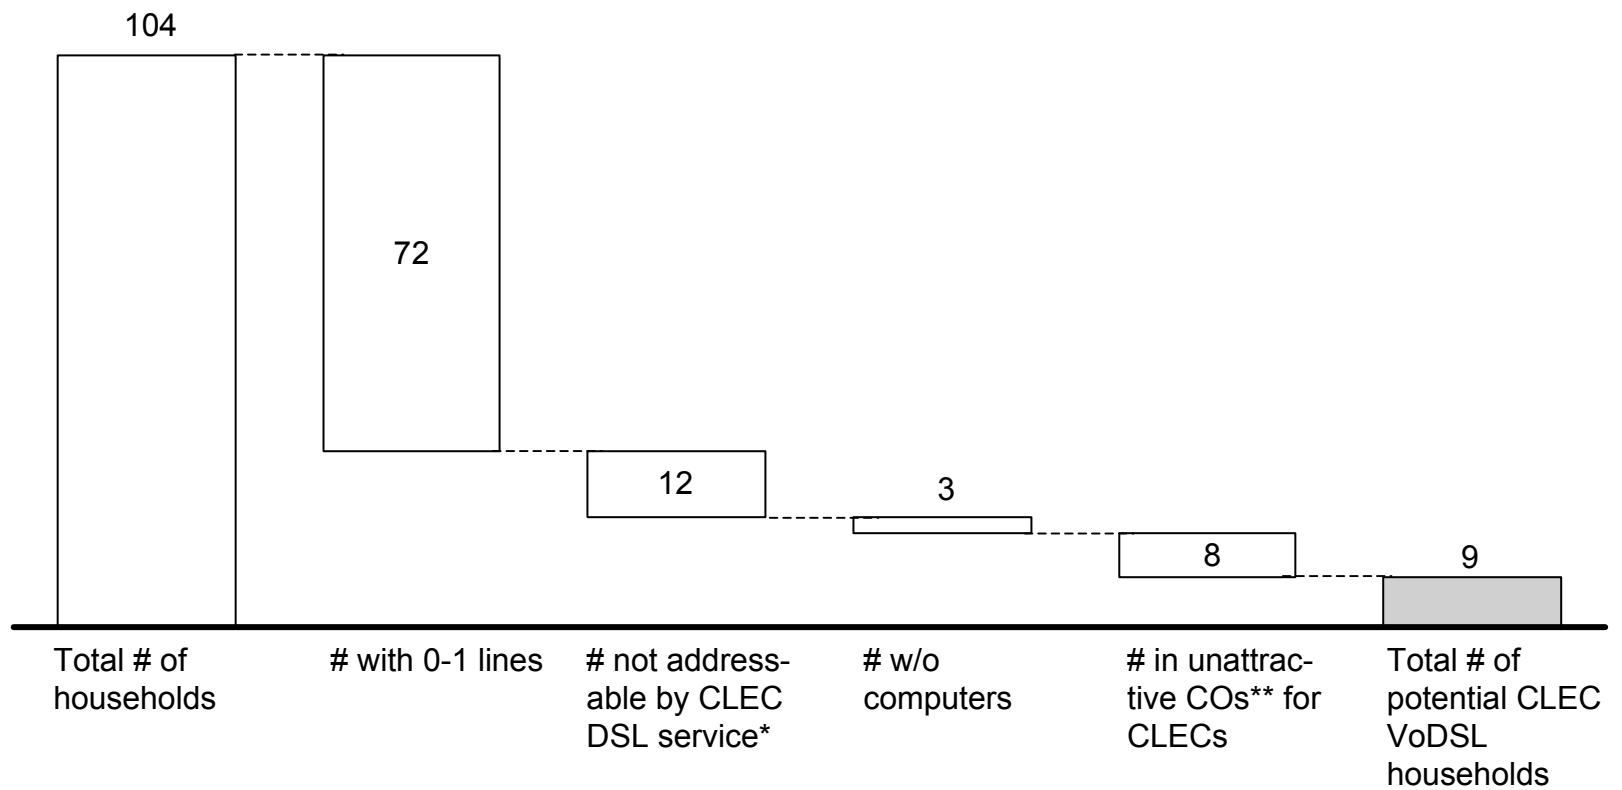 104
72
12
3
8
9
Total # of
households
# with 0-1 lines
# not address-
able by CLEC
DSL service*
# w/o
computers
# in unattrac-
tive COs** for
CLECs
Total # of
potential CLEC
VoDSL
households